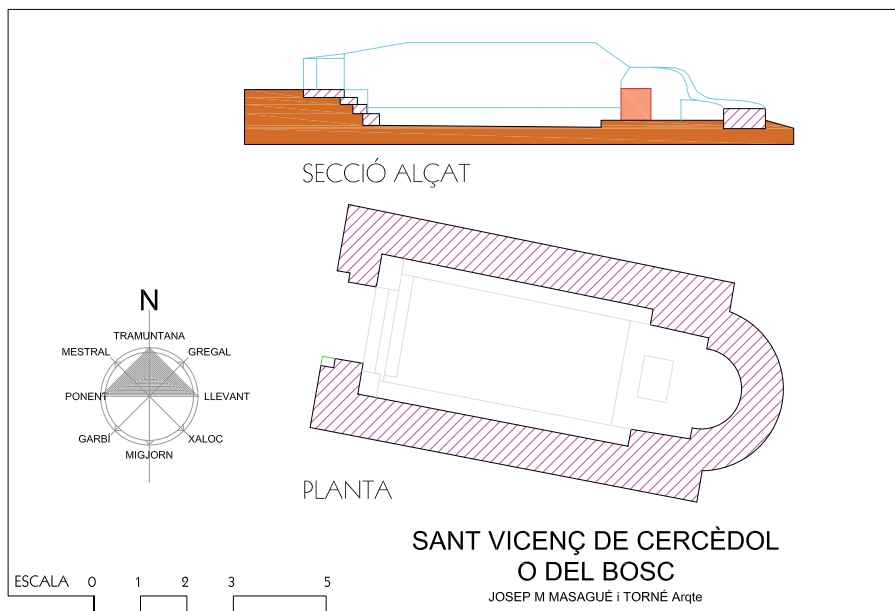 SECCIÓ ALÇAT
N
TRAMUNTANA
MESTRAL
GREGAL
PONENT
LLEVANT
GARBÍ
XALOC
MIGJORN
PLANTA
SANT VICENÇ DE CERCÈDOL
O DEL BOSC
JOSEP M MASAGUÉ i TORNÉ Arqte
ESCALA 0 1 2 3 5